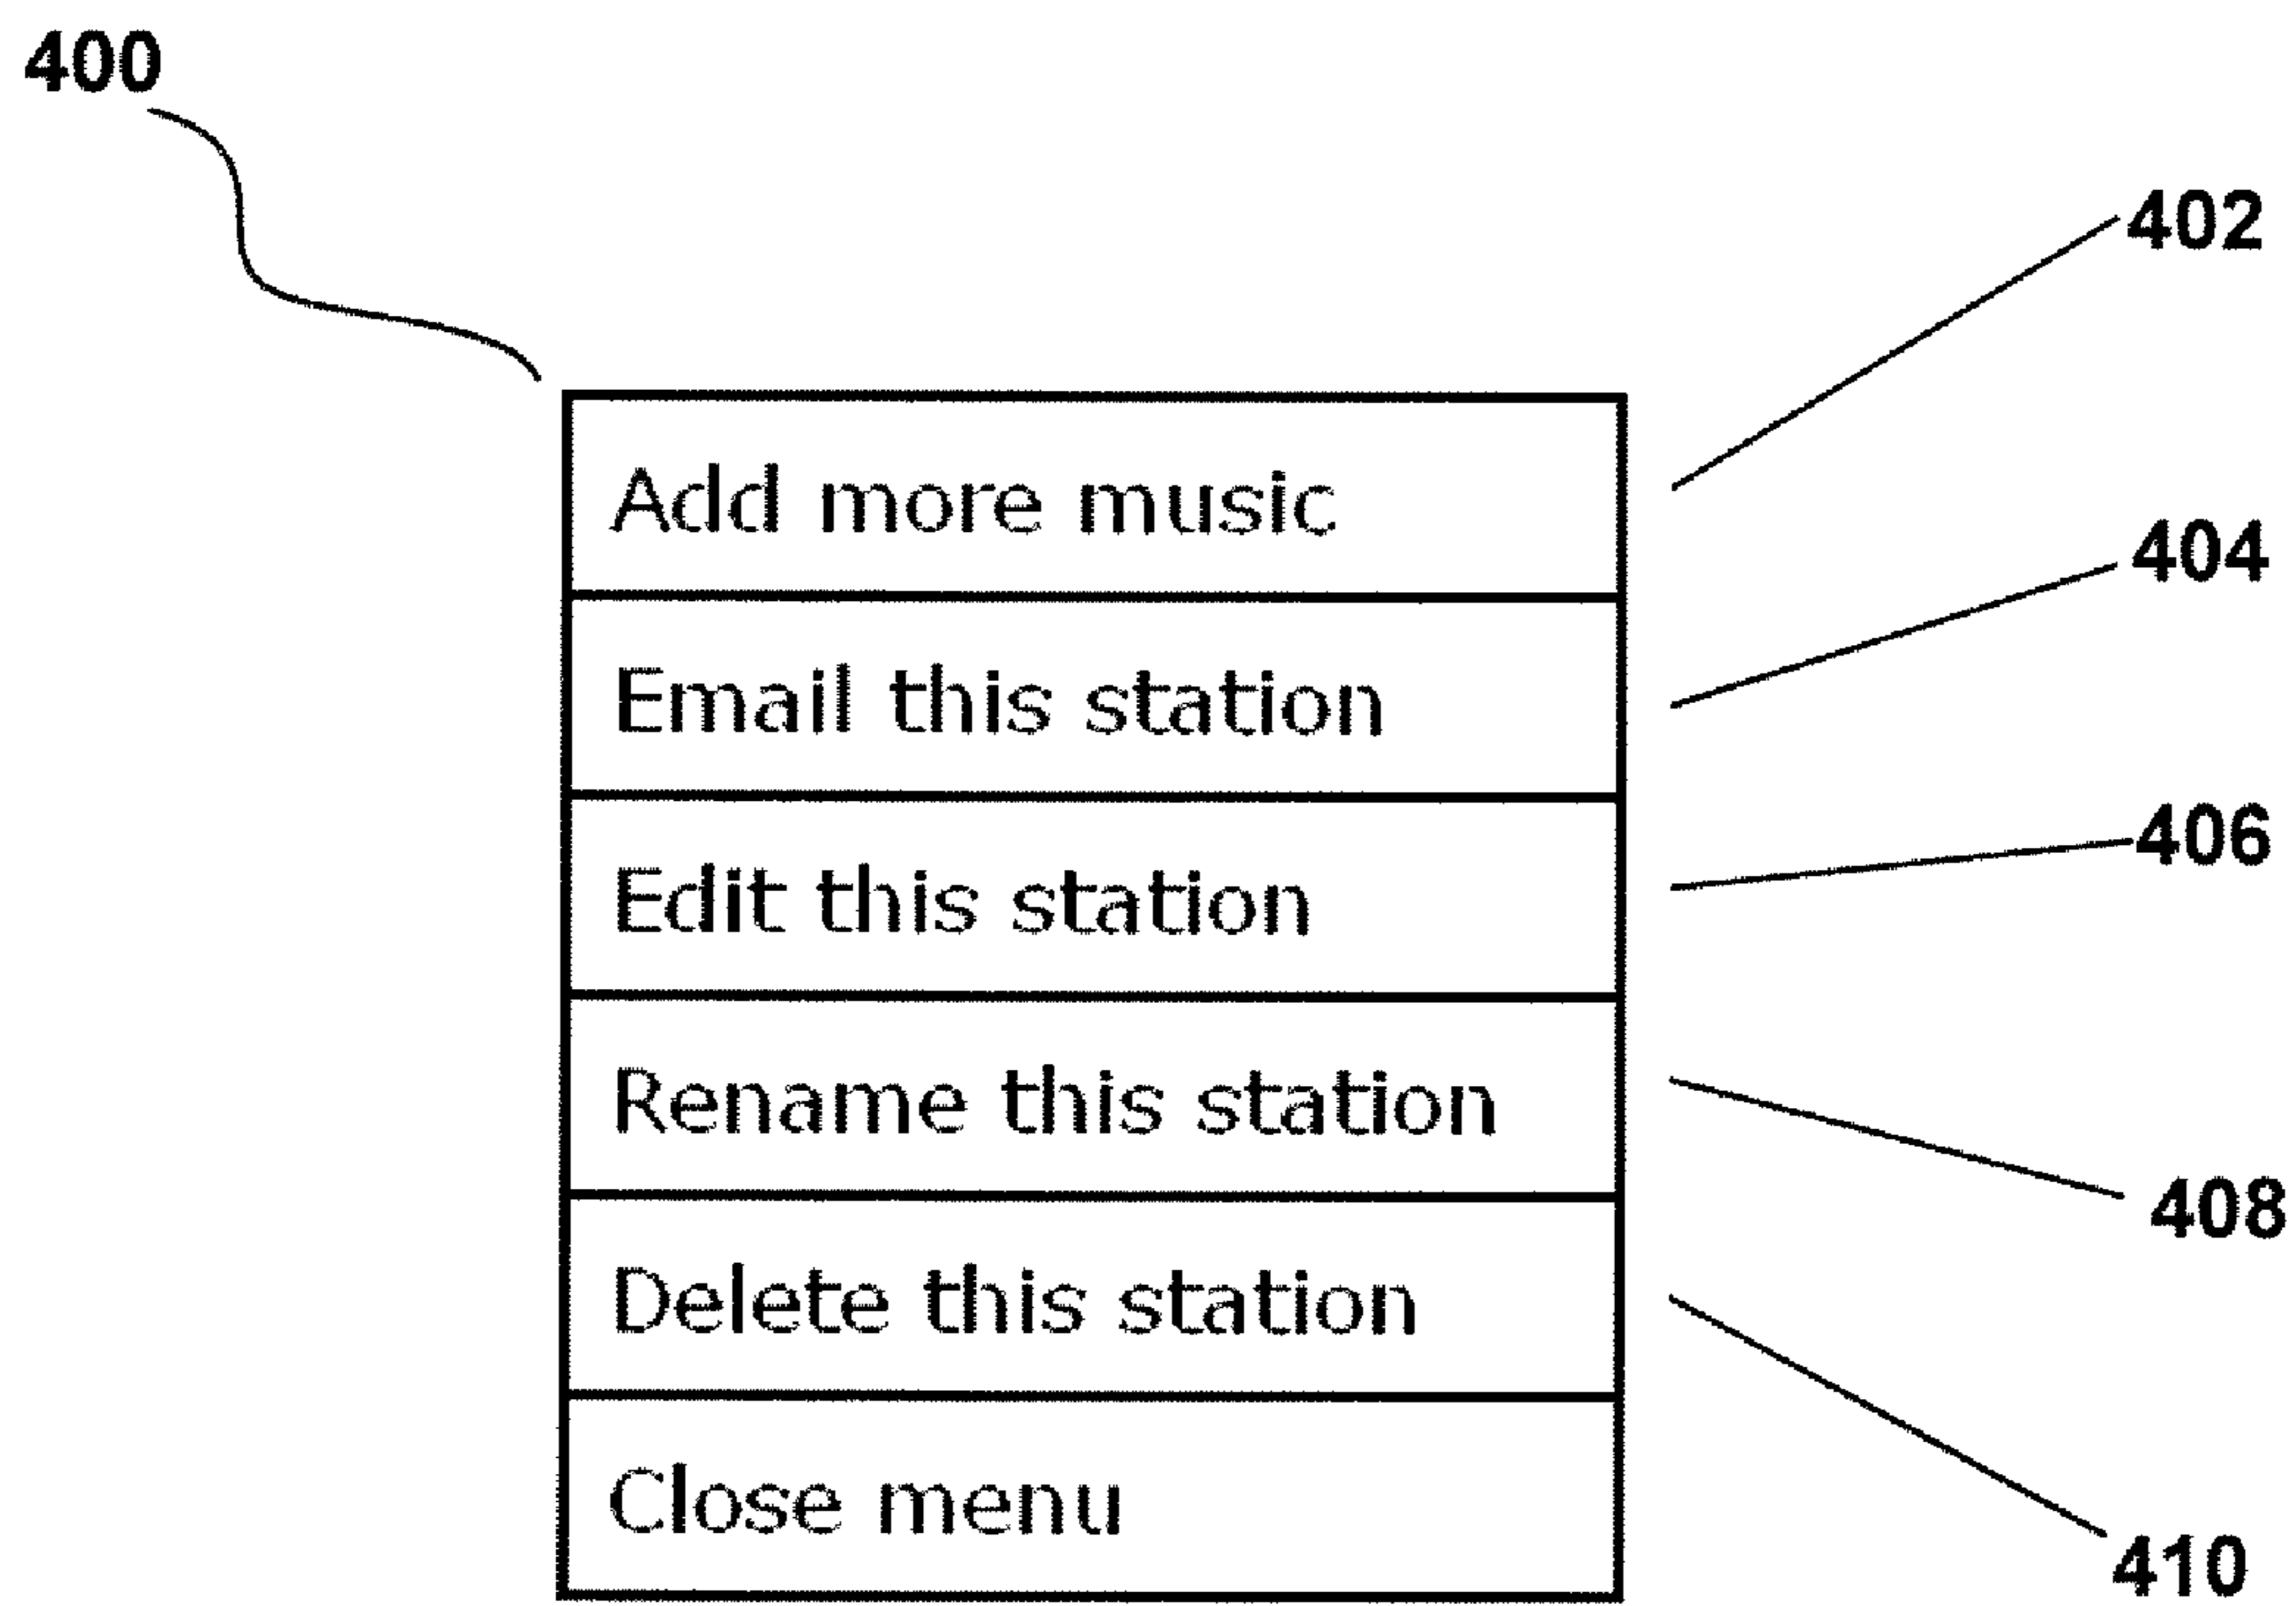 400
402
Add more music
404
Email this station
406
Edit this station
Rename this station
408
Delete this station
Close menu
410